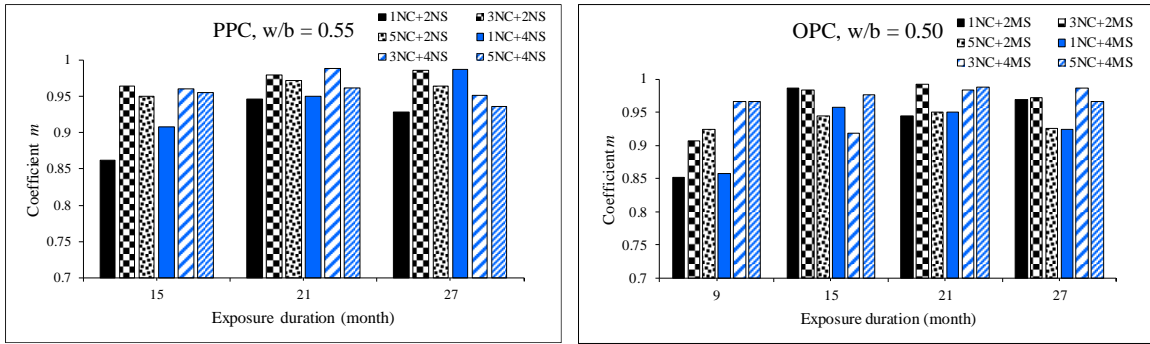 PPC, w/b = 0.55
1NC+2NS 3NC+2NS
5NC+2NS 1NC+4NS
3NC+4NS 5NC+4NS
Coefficient m
1
0.95
0.9
0.85
0.8
0.75
0.7
15 21 27
Exposure duration (month)
OPC, w/b = 0.50
1NC+2MS 3NC+2MS
5NC+2MS 1NC+4MS
3NC+4MS 5NC+4MS
Coefficient m
1
0.95
0.9
0.85
0.8
0.75
0.7
9 15 21 27
Exposure duration (month)